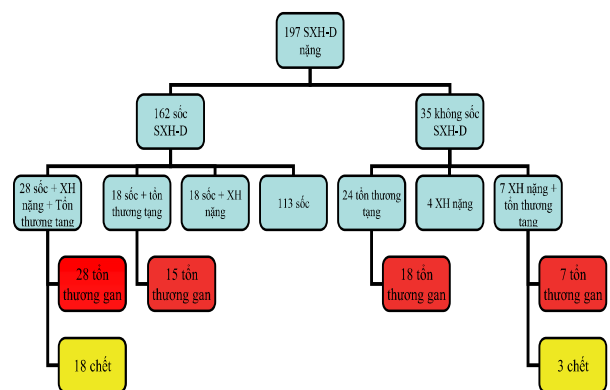 197 SXH-D
nặng
162 sốc
SXH-D
35 không sốc
SXH-D
28 sốc + XH
nặng + Tổn
thương tạng
18 sốc + tổn
thương tạng
18 sốc + XH
nặng
113 sốc
24 tổn thương
tạng
4 XH nặng
7 XH nặng +
tổn thương
tạng
28 tổn
thương gan
15 tổn
thương gan
18 tổn
thương gan
7 tổn
thương gan
18 chết
3 chết